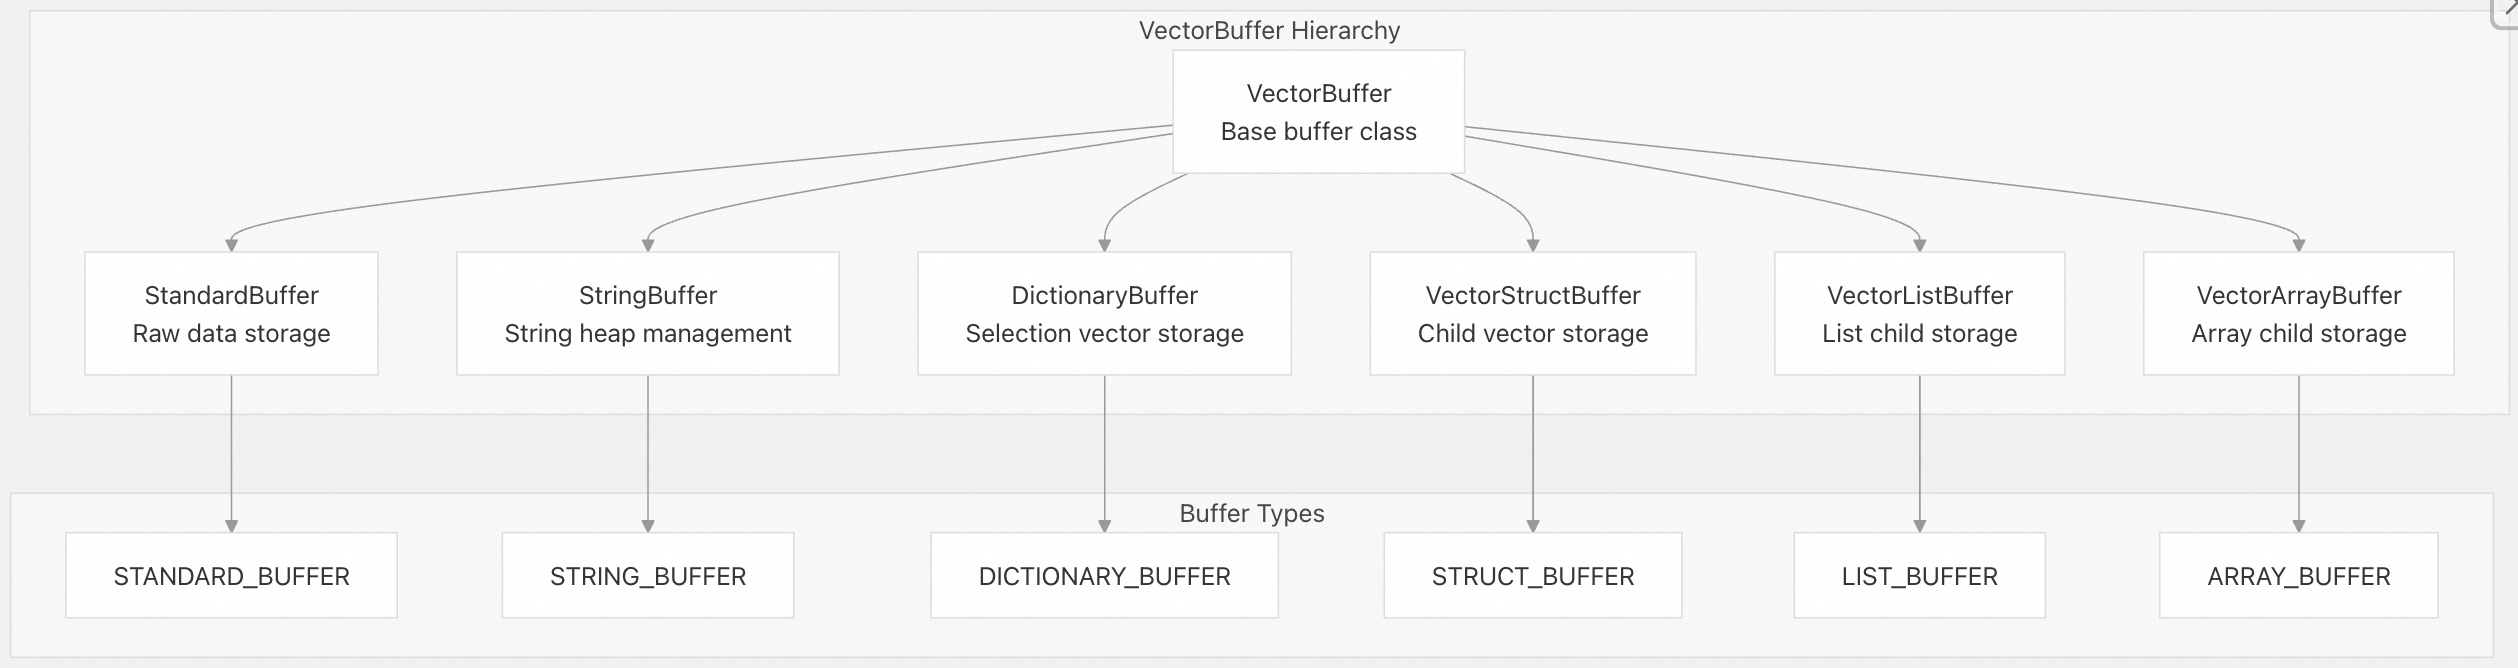 VectorBuffer Hierarchy
VectorBuffer
Base buffer class
StandardBuffer
Raw data storage
StringBuffer
String heap management
DictionaryBuffer
Selection vector storage
VectorStructBuffer
Child vector storage
VectorListBuffer
List child storage
VectorArrayBuffer
Array child storage
Buffer Types
STANDARD_BUFFER
STRING_BUFFER
DICTIONARY_BUFFER
STRUCT_BUFFER
LIST_BUFFER
ARRAY_BUFFER